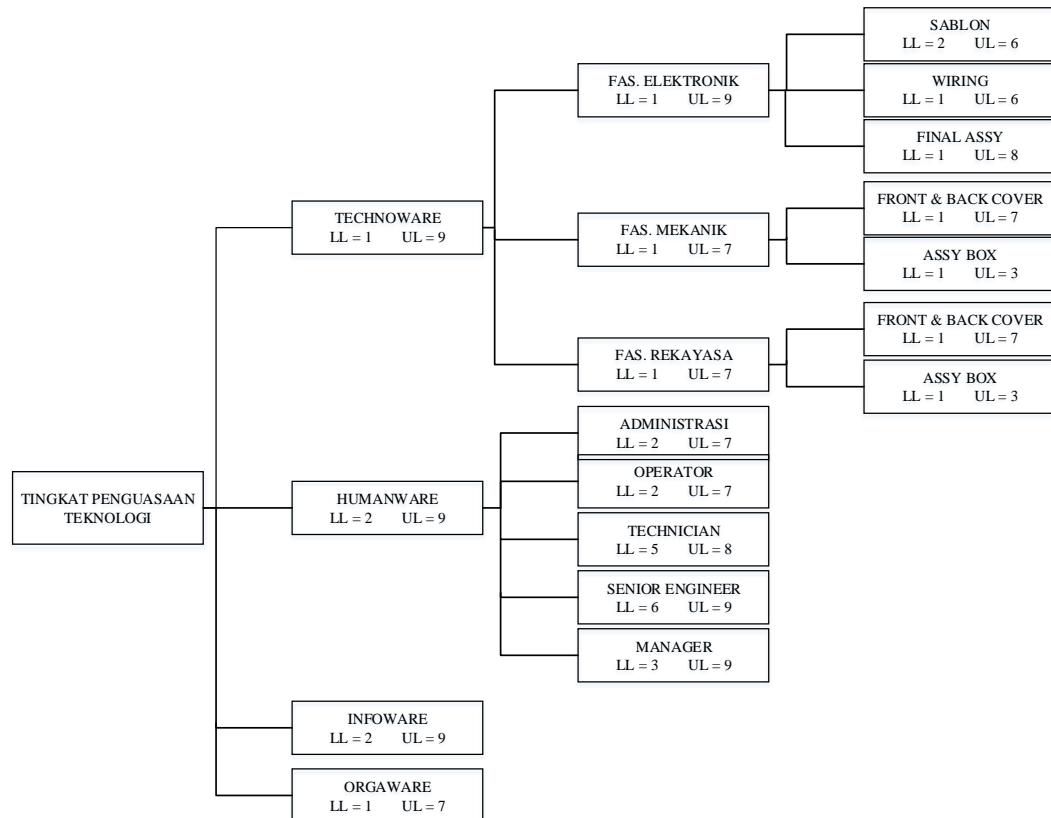 SABLON
LL = 2 UL = 6
FAS. ELEKTRONIK
LL = 1 UL = 9
WIRING
LL = 1 UL = 6
FINAL ASSY
LL = 1 UL = 8
TECHNOWARE
LL = 1 UL = 9
FRONT & BACK COVER
LL = 1 UL = 7
FAS. MEKANIK
LL = 1 UL = 7
ASSY BOX
LL = 1 UL = 3
FRONT & BACK COVER
LL = 1 UL = 7
FAS. REKAYASA
LL = 1 UL = 7
ASSY BOX
LL = 1 UL = 3
TINGKAT PENGUASAAN
TEKNOLOGI
HUMANWARE
LL = 2 UL = 9
ADMINISTRASI
LL = 2 UL = 7
OPERATOR
LL = 2 UL = 7
TECHNICIAN
LL = 5 UL = 8
SENIOR ENGINEER
LL = 6 UL = 9
MANAGER
LL = 3 UL = 9
INFOWARE
LL = 2 UL = 9
ORGAWARE
LL = 1 UL = 7